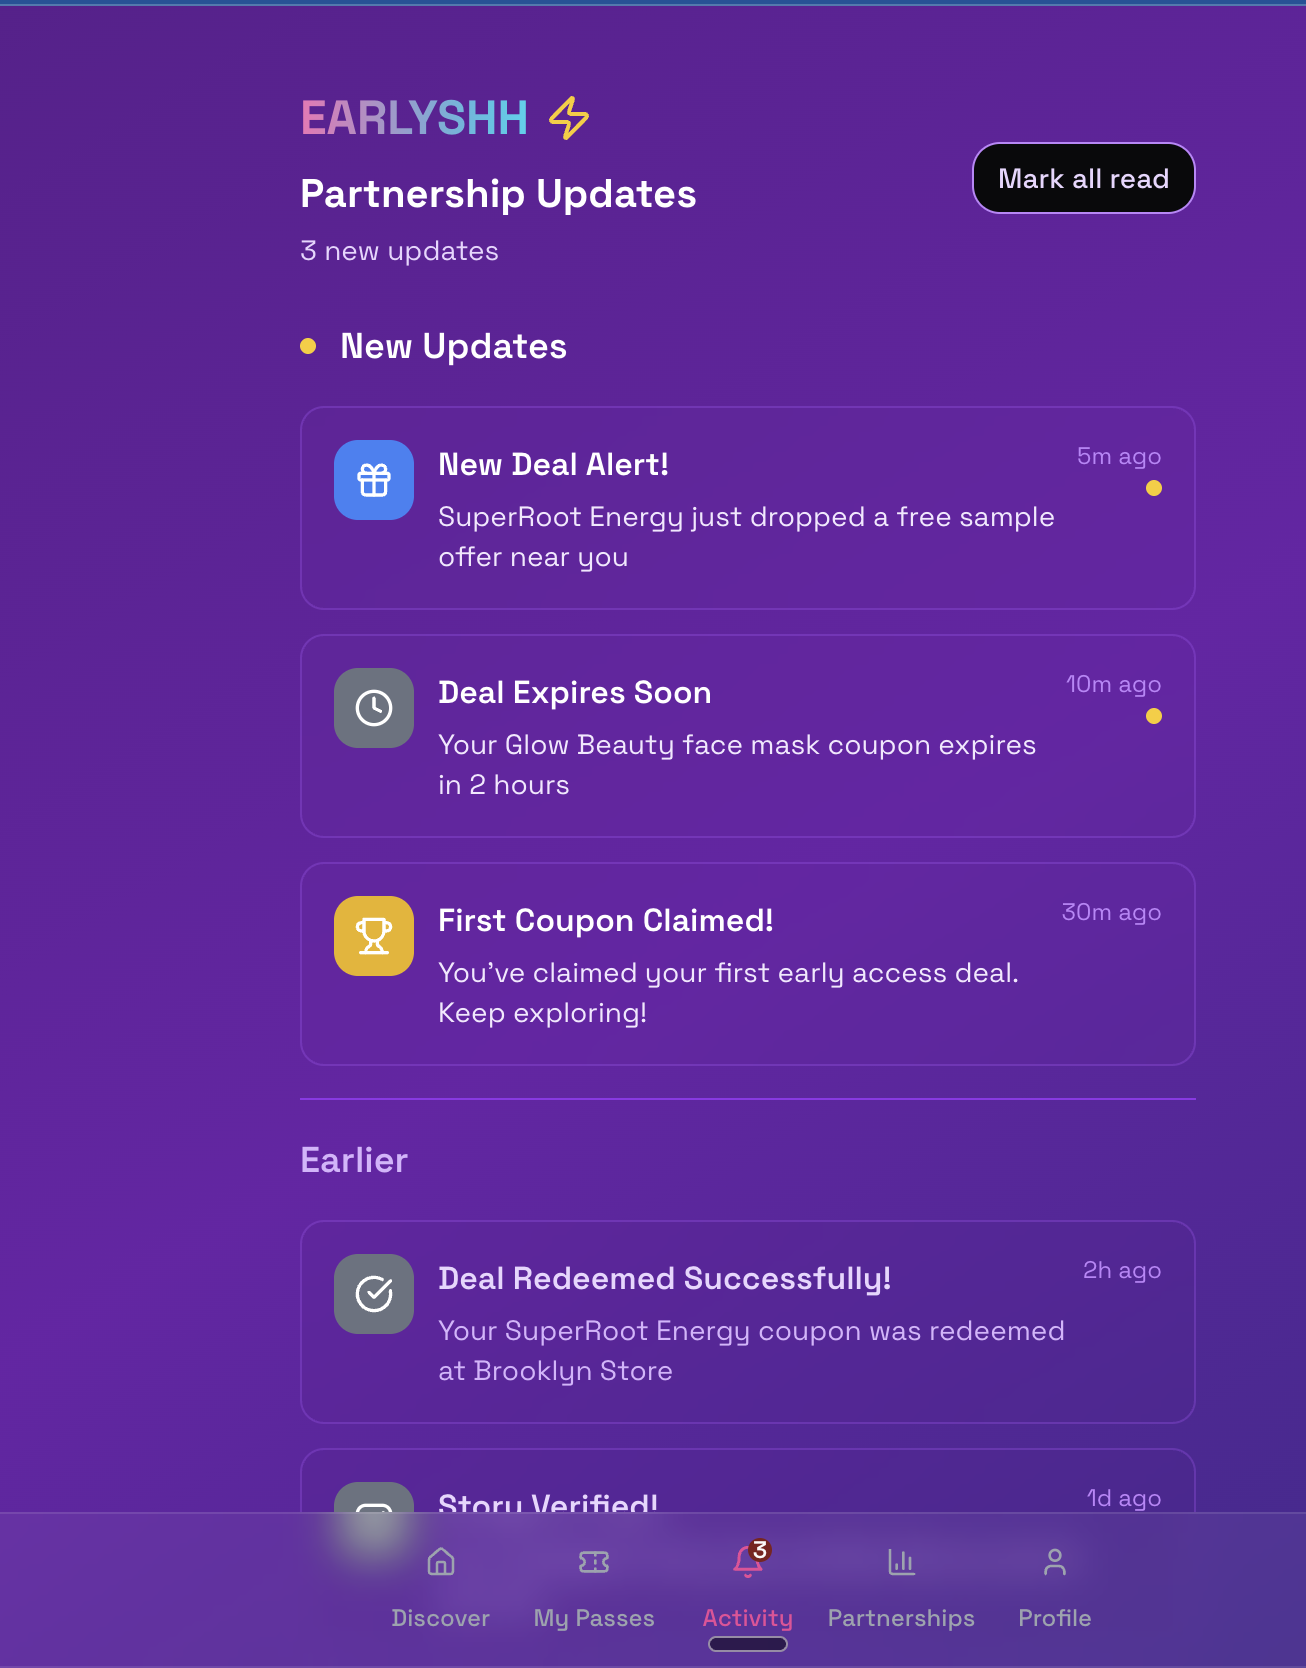 EARLYSHH
Partnership Updates
3 new updates
Mark all read
New Updates
New Deal Alert!
5m ago
SuperRoot Energy just dropped a free sample
offer near you
Deal Expires Soon
10m ago
Your Glow Beauty face mask coupon expires
in 2 hours
First Coupon Claimed!
30m ago
You've claimed your first early access deal.
Keep exploring!
Earlier
Deal Redeemed Successfully!
2h ago
Your SuperRoot Energy coupon was redeemed
at Brooklyn Store
Story Verified!
1d ago
3
Discover
My Passes
Activity
Partnerships
Profile